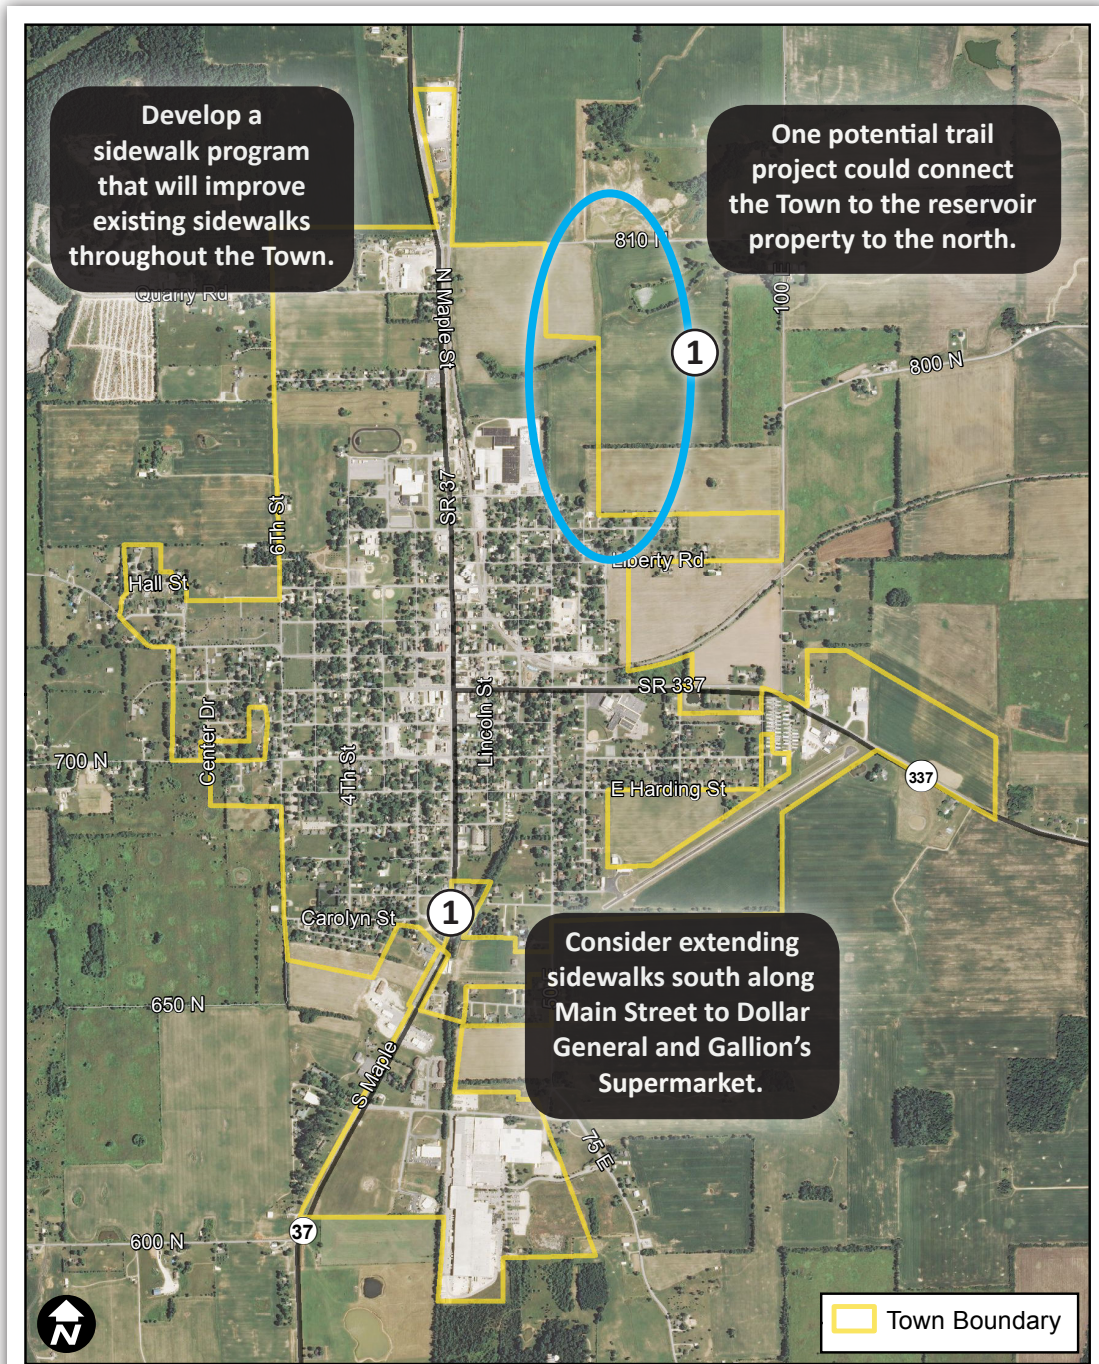 Develop a
sidewalk program
that will improve
existing sidewalks
throughout the Town.
One potential trail
project could connect
the Town to the reservoir
property to the north.
810 N
Quarry Rd
N Maple St
100 E
1
800 N
SR 37
6Th St
Liberty Rd
Hall St
SR 337
Lincoln St
Center Dr
700 N
4Th St
E Harding St
337
1
Carolyn St
Consider extending
sidewalks south along
Main Street to Dollar
General and Gallion's
Supermarket.
650 N
S Maple
75 E
37
600 N
N
Town Boundary